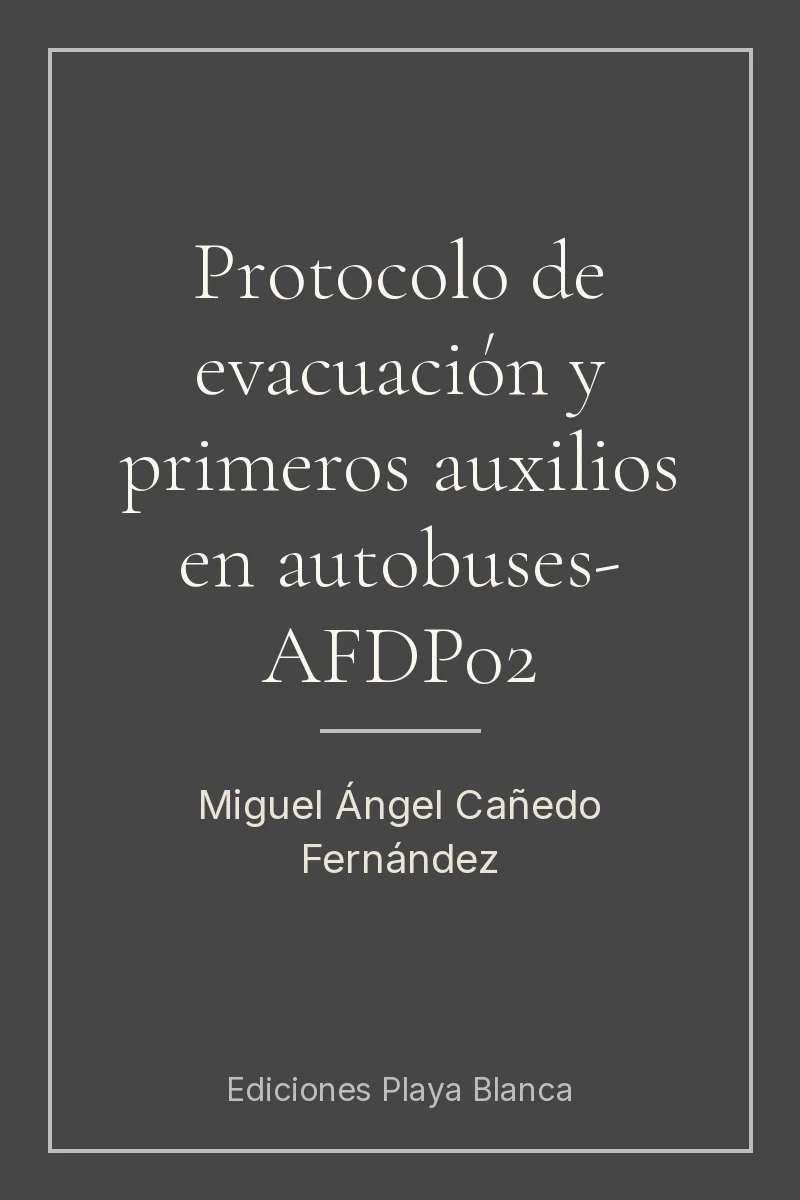 Protocolo de
evacuación y
primeros auxilios
en autobuses-
AFDP02
Miguel Ángel Cañedo
Fernández
Ediciones Playa Blanca